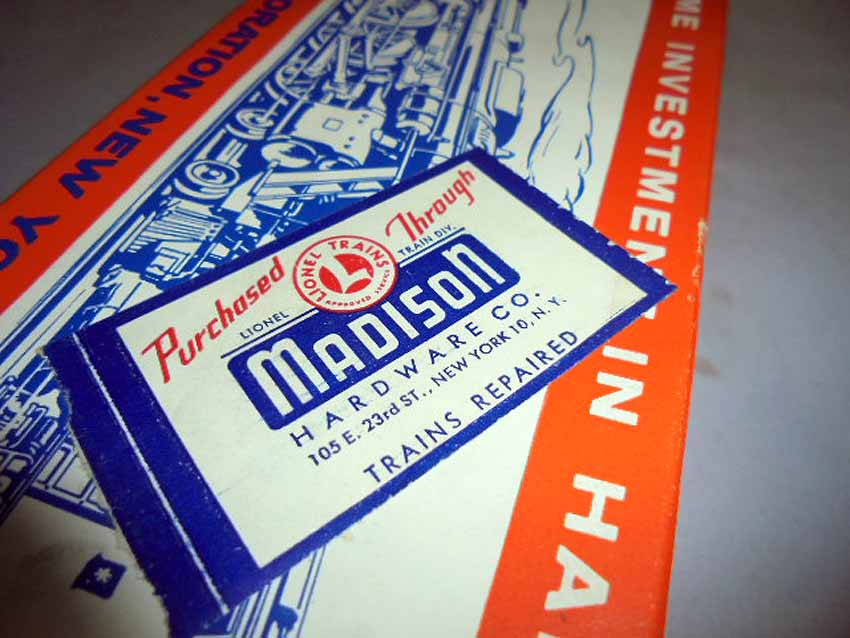 ORATION, NEW YO
ME INVESTMENT IN HA
Purchased Through
LIONEL TRAINS
L
APPROVED SERVICE
LIONEL TRAIN DIV.
MADISON
HARDWARE CO.
105 E. 23rd ST., NEW YORK 10, N.Y.
TRAINS REPAIRED